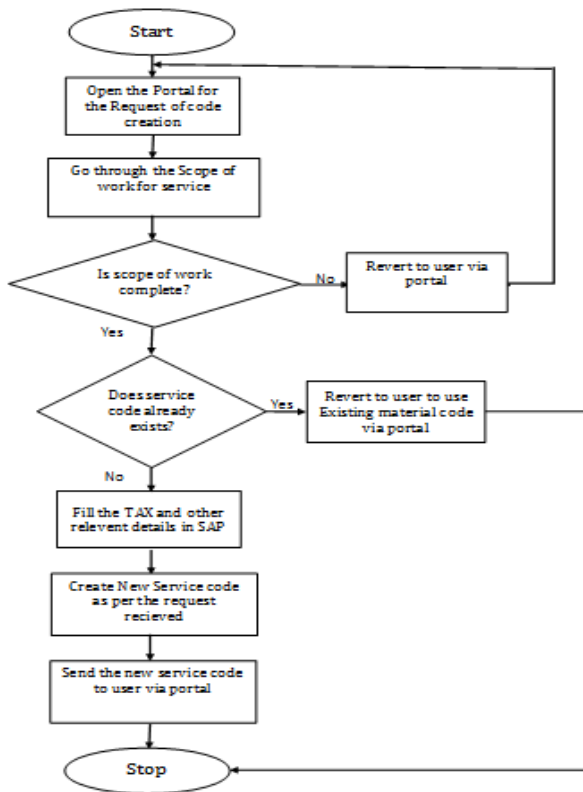 Start
Open the Portal for
the Request of code
creation
Go through the Scope of
work for service
Is scope of work
complete?
No
Revert to user via
portal
Yes
Does service
code already
exists?
Yes
Revert to user to use
Existing material code
via portal
No
Fill the TAX and other
relevent details in SAP
Create New Service code
as per the request
recieved
Send the new service code
to user via portal
Stop